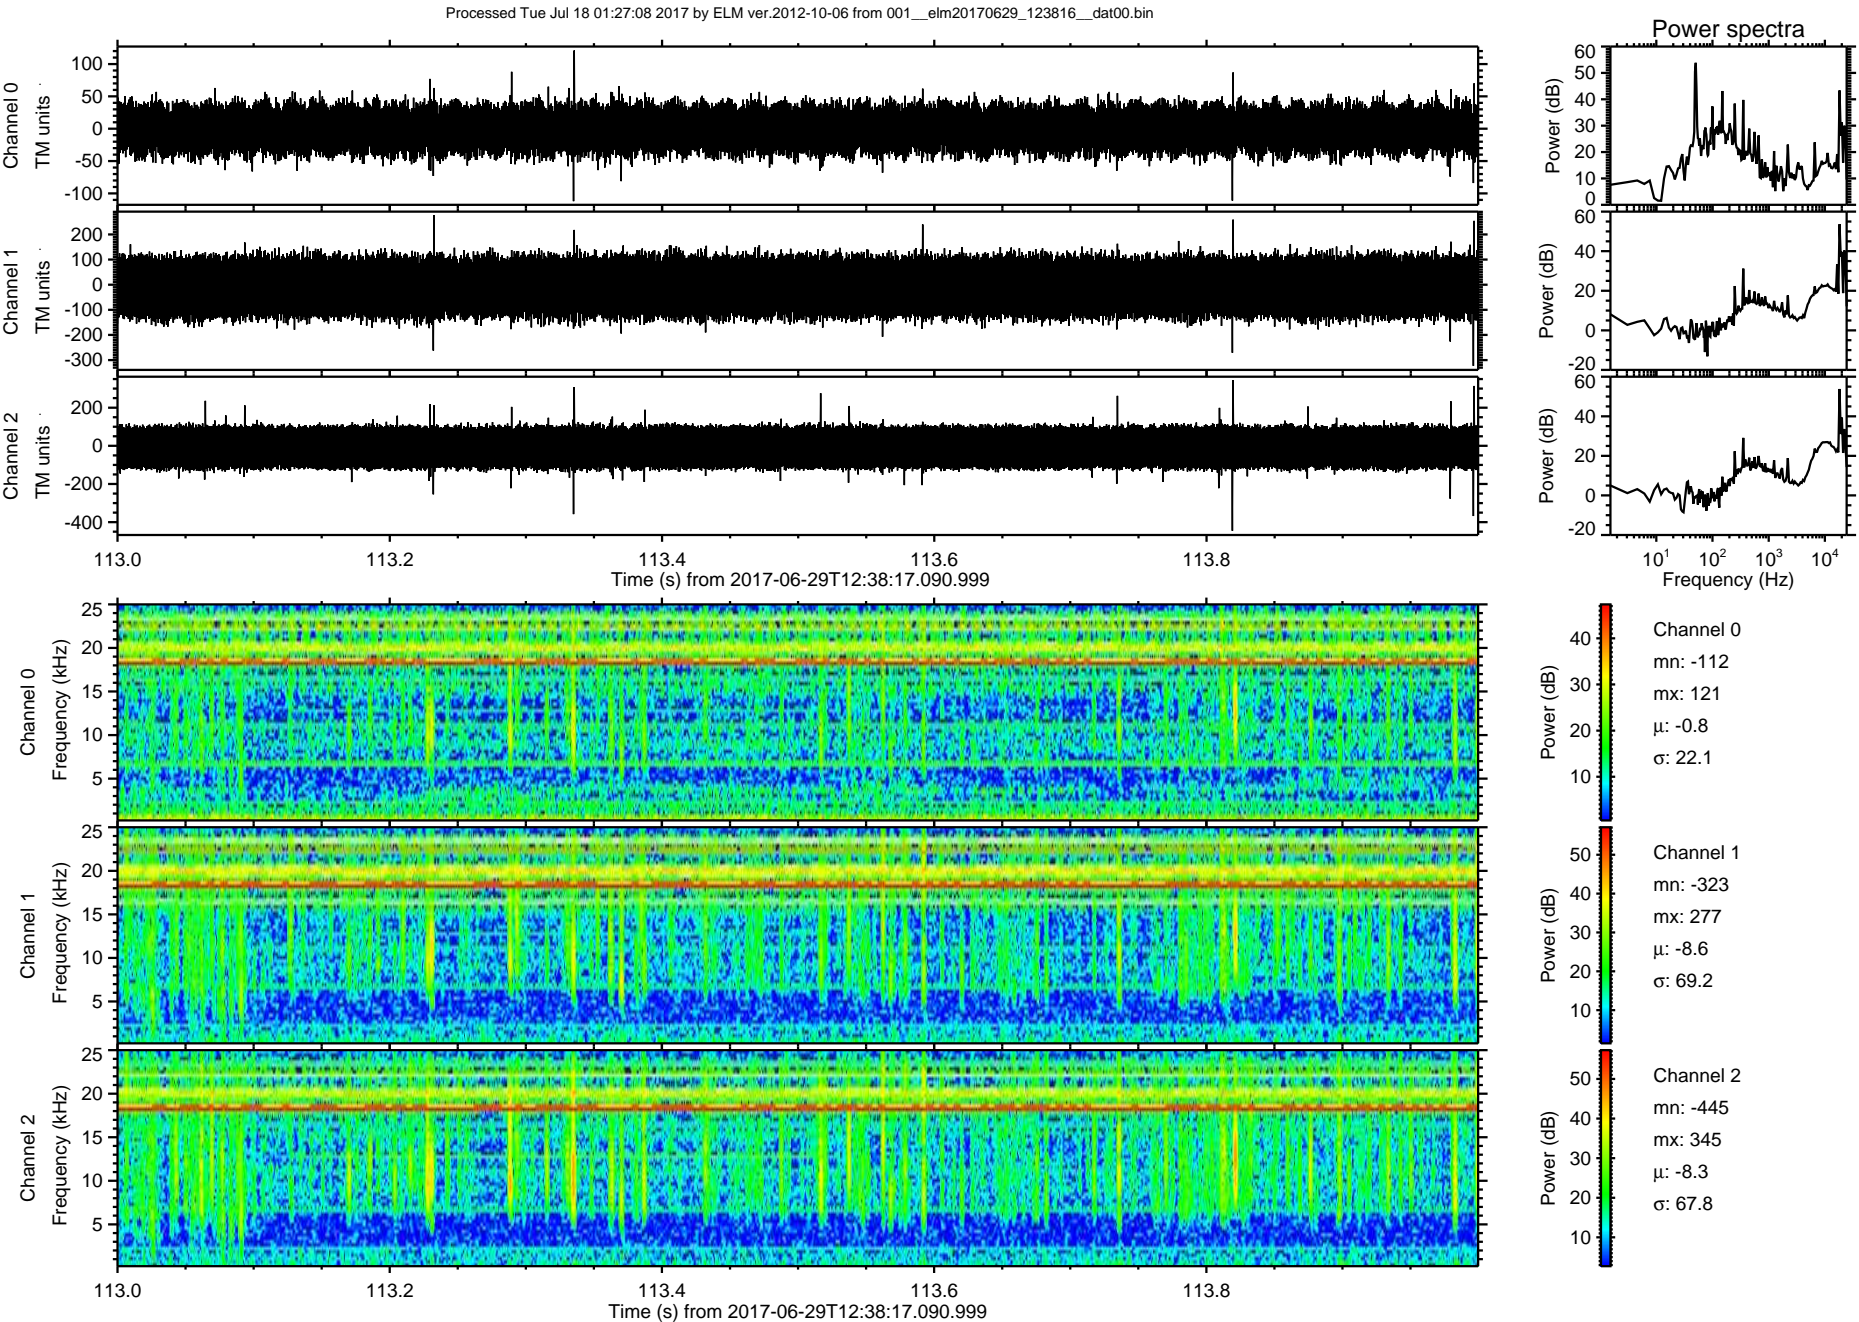 Processed Tue Jul 18 01:27:08 2017 by ELM ver.2012-10-06 from 001__elm20170629_123816__dat00.bin
Power spectra
Channel 0
TM units
100
50
0
-50
-100
Power (dB)
60
50
40
30
20
10
0
Channel 1
TM units
200
100
0
-100
-200
-300
Power (dB)
60
40
20
0
-20
Channel 2
TM units
200
0
-200
-400
Power (dB)
60
40
20
0
-20
113.0 113.2 113.4 113.6 113.8
Time (s) from 2017-06-29T12:38:17.090.999
10^1 10^2 10^3 10^4
Frequency (Hz)
Channel 0
Frequency (kHz)
25
20
15
10
5
Power (dB)
40
30
20
10
Channel 0
mn: -112
mx: 121
μ: -0.8
σ: 22.1
Channel 1
Frequency (kHz)
25
20
15
10
5
Power (dB)
50
40
30
20
10
Channel 1
mn: -323
mx: 277
μ: -8.6
σ: 69.2
Channel 2
Frequency (kHz)
25
20
15
10
5
Power (dB)
50
40
30
20
10
Channel 2
mn: -445
mx: 345
μ: -8.3
σ: 67.8
113.0 113.2 113.4 113.6 113.8
Time (s) from 2017-06-29T12:38:17.090.999